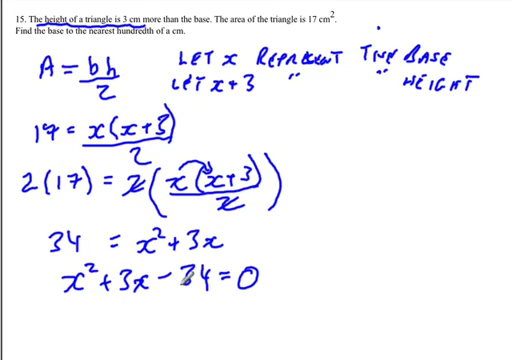 15. The height of a triangle is 3 cm more than the base. The area of the triangle is 17 cm².
Find the base to the nearest hundredth of a cm.
A = bh/2 LET x REPRESENT THE BASE
LET x+3 " " HEIGHT
17 = x(x+3)/2
2(17) = 2(x(x+3)/2)
34 = x²+3x
x²+3x-34=0